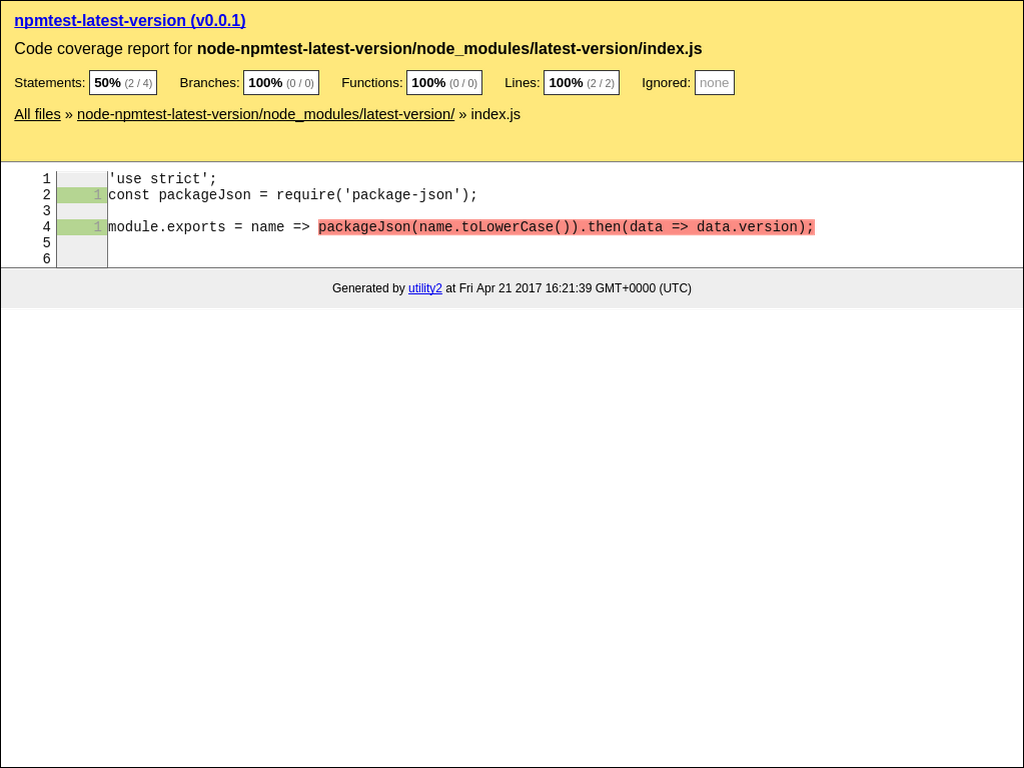 npmtest-latest-version (v0.0.1)
Code coverage report for node-npmtest-latest-version/node_modules/latest-version/index.js
Statements: 50% (2 / 4) Branches: 100% (0 / 0) Functions: 100% (0 / 0) Lines: 100% (2 / 2) Ignored: none
All files » node-npmtest-latest-version/node_modules/latest-version/ » index.js
1 'use strict';
2 1 const packageJson = require('package-json');
3
4 1 module.exports = name => packageJson(name.toLowerCase()).then(data => data.version);
5
6
Generated by utility2 at Fri Apr 21 2017 16:21:39 GMT+0000 (UTC)